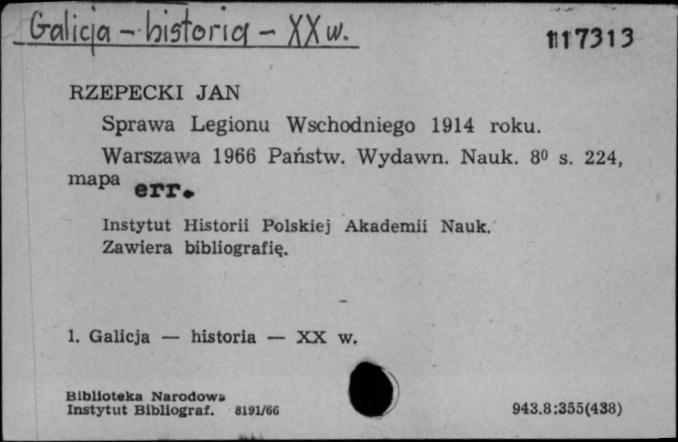 Galicja - historia - XX w.
117313
RZEPECKI JAN
Sprawa Legionu Wschodniego 1914 roku.
Warszawa 1966 Państw. Wydawn. Nauk. 8⁰ s. 224,
mapa err.
Instytut Historii Polskiej Akademii Nauk.
Zawiera bibliografię.
1. Galicja — historia — XX w.
Biblioteka Narodowa
Instytut Bibliograf. 8191/66
943.8:355(438)